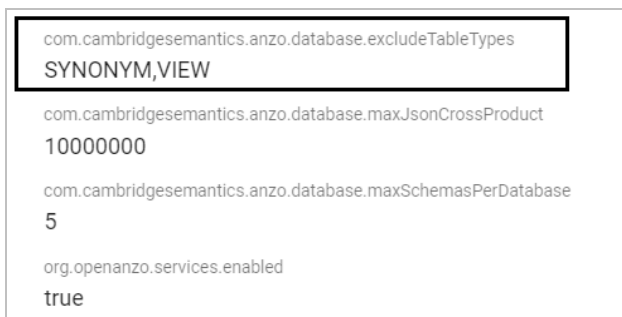 com.cambridgesemantics.anzo.database.excludeTableTypes
SYNONYM,VIEW
com.cambridgesemantics.anzo.database.maxJsonCrossProduct
10000000
com.cambridgesemantics.anzo.database.maxSchemasPerDatabase
5
org.openanzo.services.enabled
true